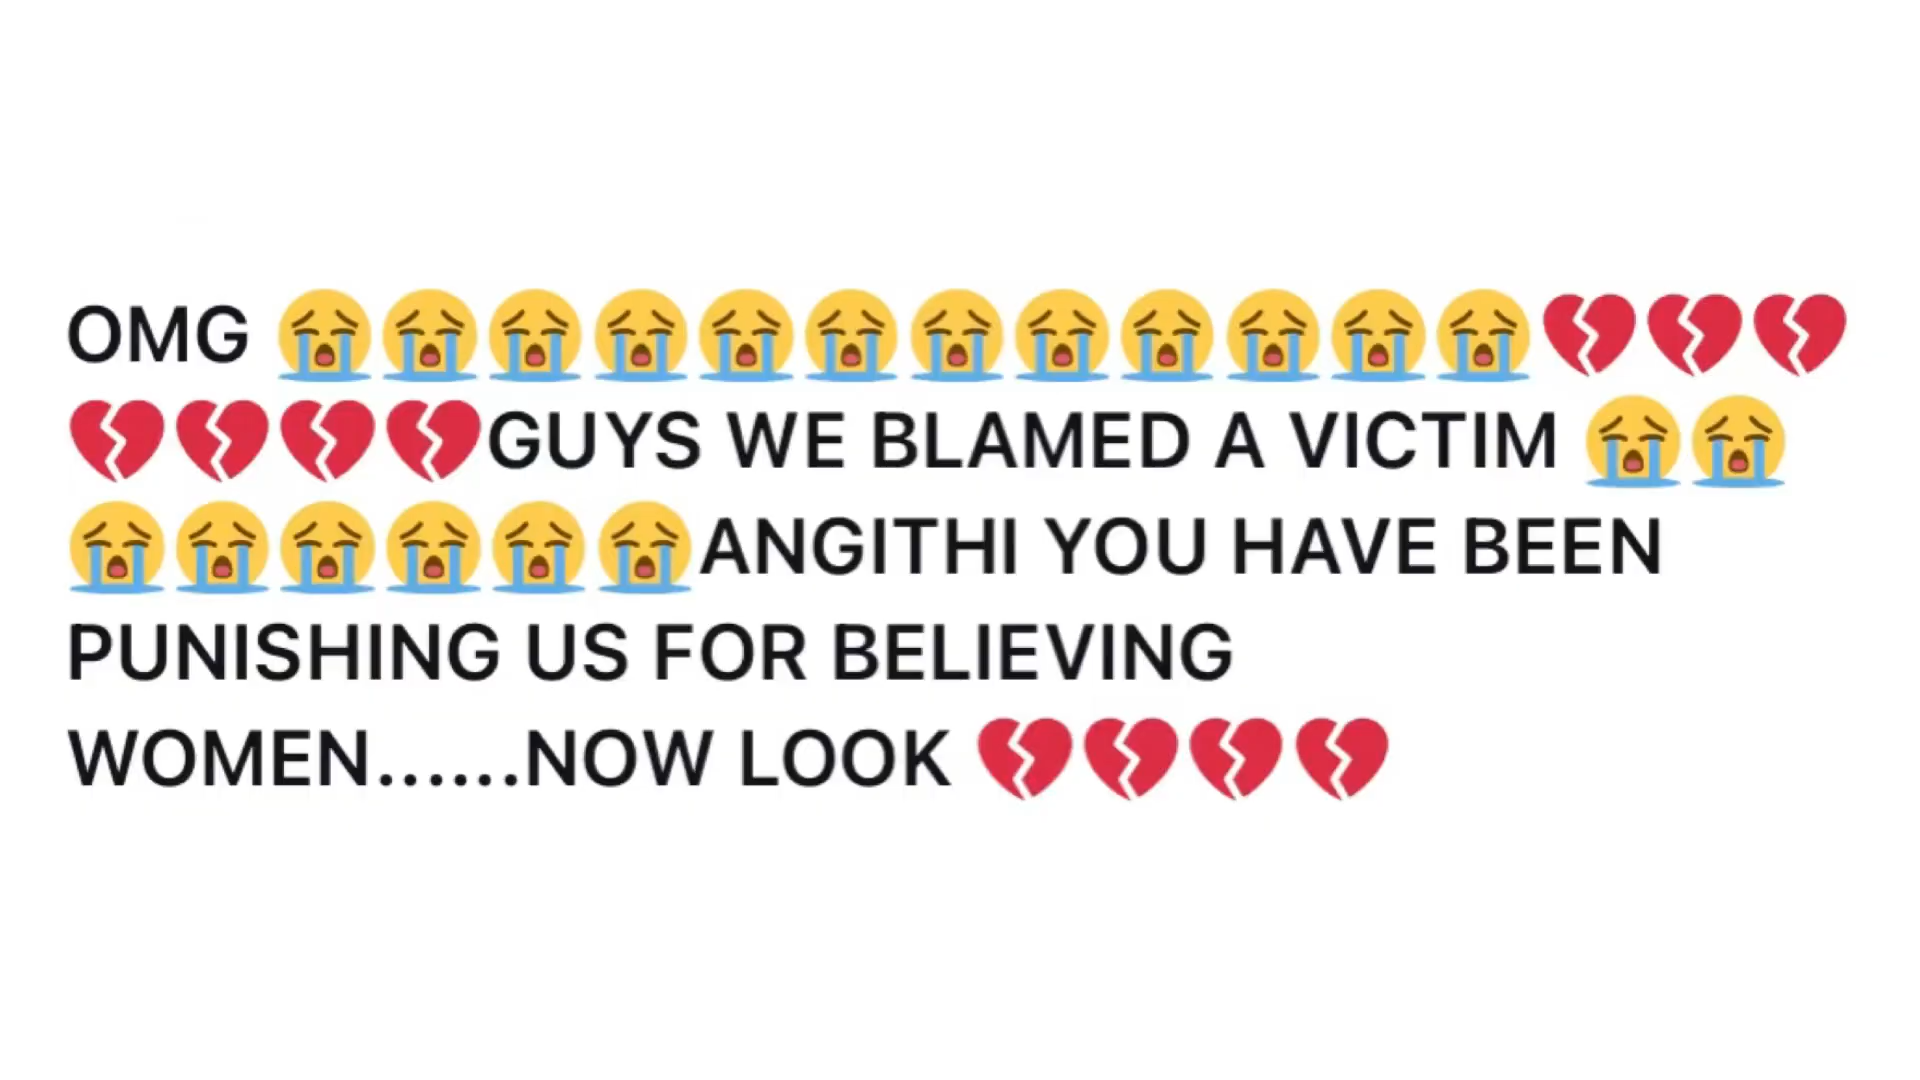 OMG 😭😭😭😭😭😭😭😭😭😭😭😭💔💔💔
💔💔💔💔GUYS WE BLAMED A VICTIM 😭😭
😭😭😭😭😭😭ANGITHI YOU HAVE BEEN
PUNISHING US FOR BELIEVING
WOMEN......NOW LOOK 💔💔💔💔